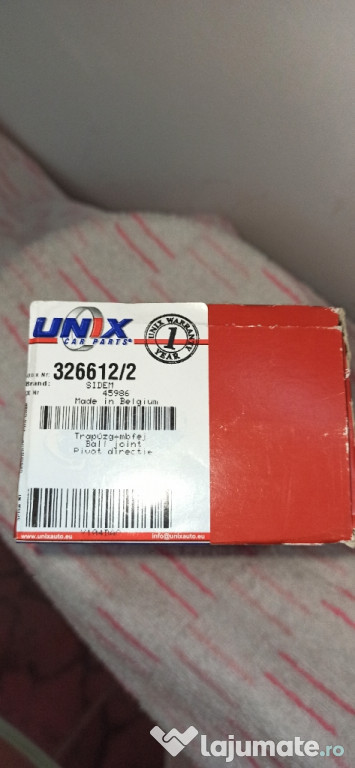 UNIX
CAR PARTS®
UNIX WARRANTY
1
YEAR
326612/2
Brand: SIDEM
45986
Made in Belgium
Ball joint
Pivot directie
www.unixauto.eu
info@unixauto.eu
lajumate.ro